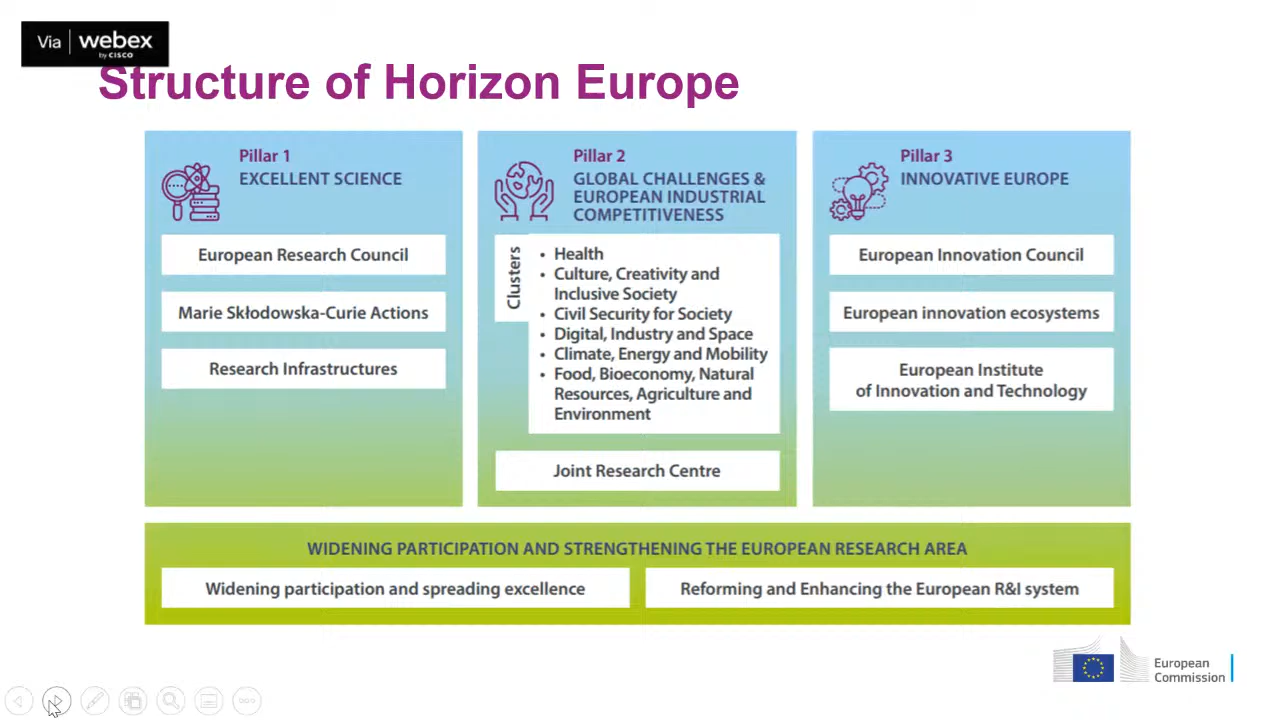 Via webex
by CISCO
Structure of Horizon Europe
Pillar 1
EXCELLENT SCIENCE
European Research Council
Marie Skłodowska-Curie Actions
Research Infrastructures
Pillar 2
GLOBAL CHALLENGES &
EUROPEAN INDUSTRIAL
COMPETITIVENESS
Clusters
• Health
• Culture, Creativity and
Inclusive Society
• Civil Security for Society
• Digital, Industry and Space
• Climate, Energy and Mobility
• Food, Bioeconomy, Natural
Resources, Agriculture and
Environment
Joint Research Centre
Pillar 3
INNOVATIVE EUROPE
European Innovation Council
European innovation ecosystems
European Institute
of Innovation and Technology
WIDENING PARTICIPATION AND STRENGTHENING THE EUROPEAN RESEARCH AREA
Widening participation and spreading excellence
Reforming and Enhancing the European R&I system
European
Commission